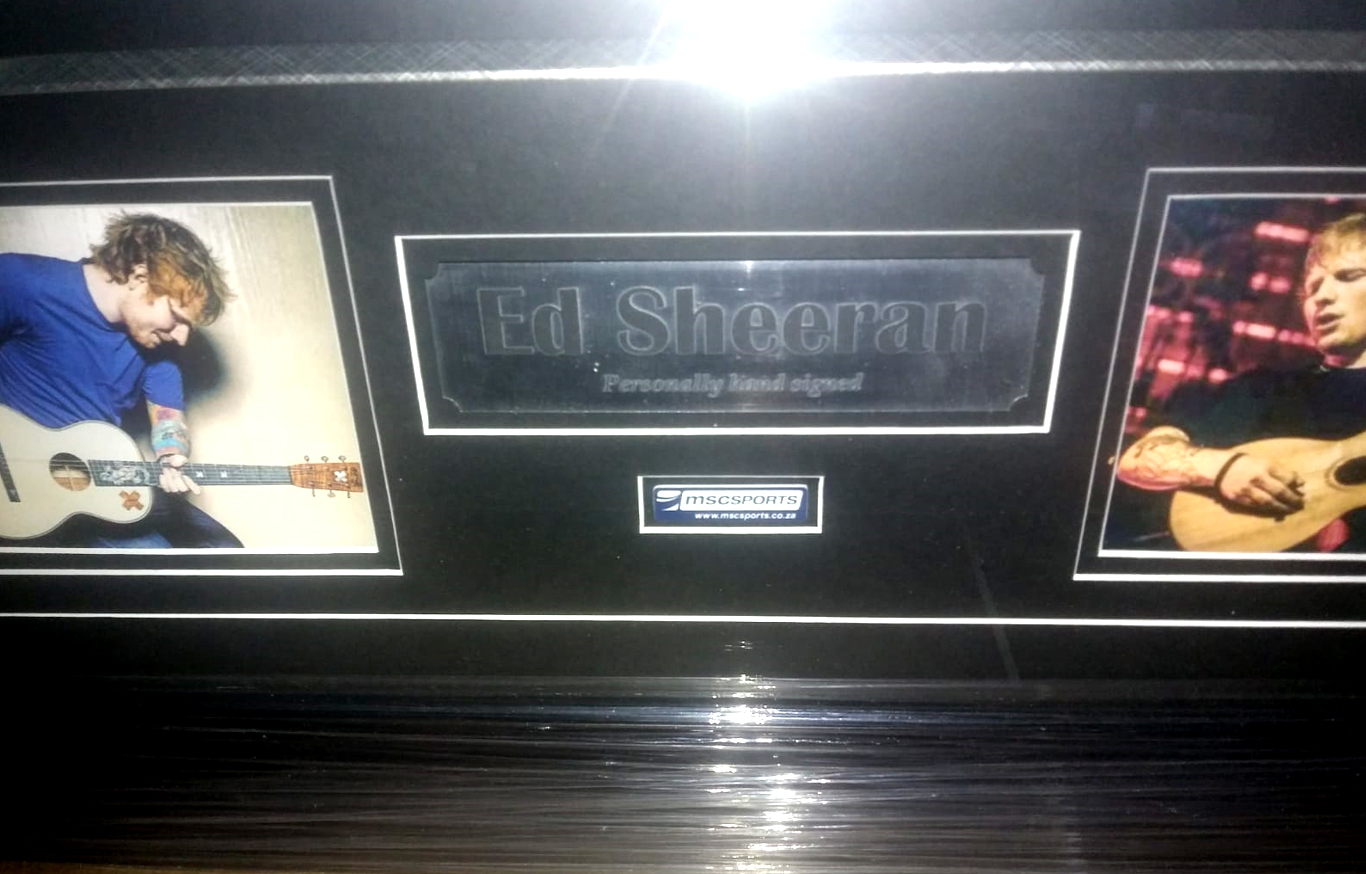 Ed Sheeran
Personally hand signed
mscsports
www.mscsports.co.za